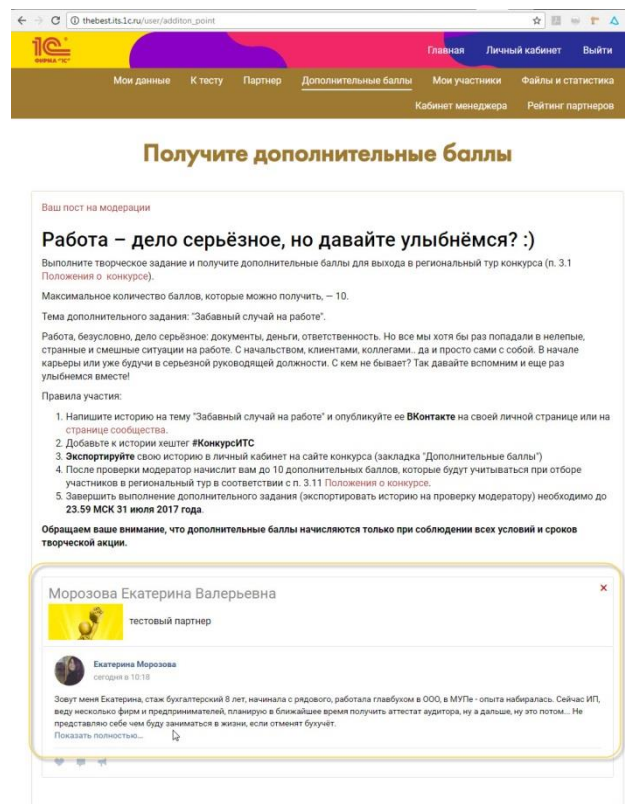 thebest.its.1c.ru/user/additon_point
1С
ФИРМА "1С"
Главная Личный кабинет Выйти
Мои данные К тесту Партнер Дополнительные баллы Мои участники Файлы и статистика
Кабинет менеджера Рейтинг партнеров
Получите дополнительные баллы
Ваш пост на модерации
Работа – дело серьёзное, но давайте улыбнёмся? :)
Выполните творческое задание и получите дополнительные баллы для выхода в региональный тур конкурса (п. 3.1
Положения о конкурсе).
Максимальное количество баллов, которые можно получить, — 10.
Тема дополнительного задания: "Забавный случай на работе".
Работа, безусловно, дело серьёзное: документы, деньги, ответственность. Но все мы хотя бы раз попадали в нелепые,
странные и смешные ситуации на работе. С начальством, клиентами, коллегами.. да и просто сами с собой. В начале
карьеры или уже будучи в серьезной руководящей должности. С кем не бывает? Так давайте вспомним и еще раз
улыбнемся вместе!
Правила участия:
1. Напишите историю на тему "Забавный случай на работе" и опубликуйте ее ВКонтакте на своей личной странице или на
странице сообщества.
2. Добавьте к истории хештег #КонкурсИТС
3. Экспортируйте свою историю в личный кабинет на сайте конкурса (закладка "Дополнительные баллы")
4. После проверки модератор начислит вам до 10 дополнительных баллов, которые будут учитываться при отборе
участников в региональный тур в соответствии с п. 3.11 Положения о конкурсе.
5. Завершить выполнение дополнительного задания (экспортировать историю на проверку модератору) необходимо до
23.59 МСК 31 июля 2017 года.
Обращаем ваше внимание, что дополнительные баллы начисляются только при соблюдении всех условий и сроков
творческой акции.
Морозова Екатерина Валерьевна
тестовый партнер
Екатерина Морозова
сегодня в 10:18
Зовут меня Екатерина, стаж бухгалтерский 8 лет, начинала с рядового, работала главбухом в ООО, в МУПе - опыта набиралась. Сейчас ИП,
веду несколько фирм и предпринимателей, планирую в ближайшее время получить аттестат аудитора, ну а дальше, ну это потом... Не
представляю себе чем буду заниматься в жизни, если отменят бухучёт.
Показать полностью...